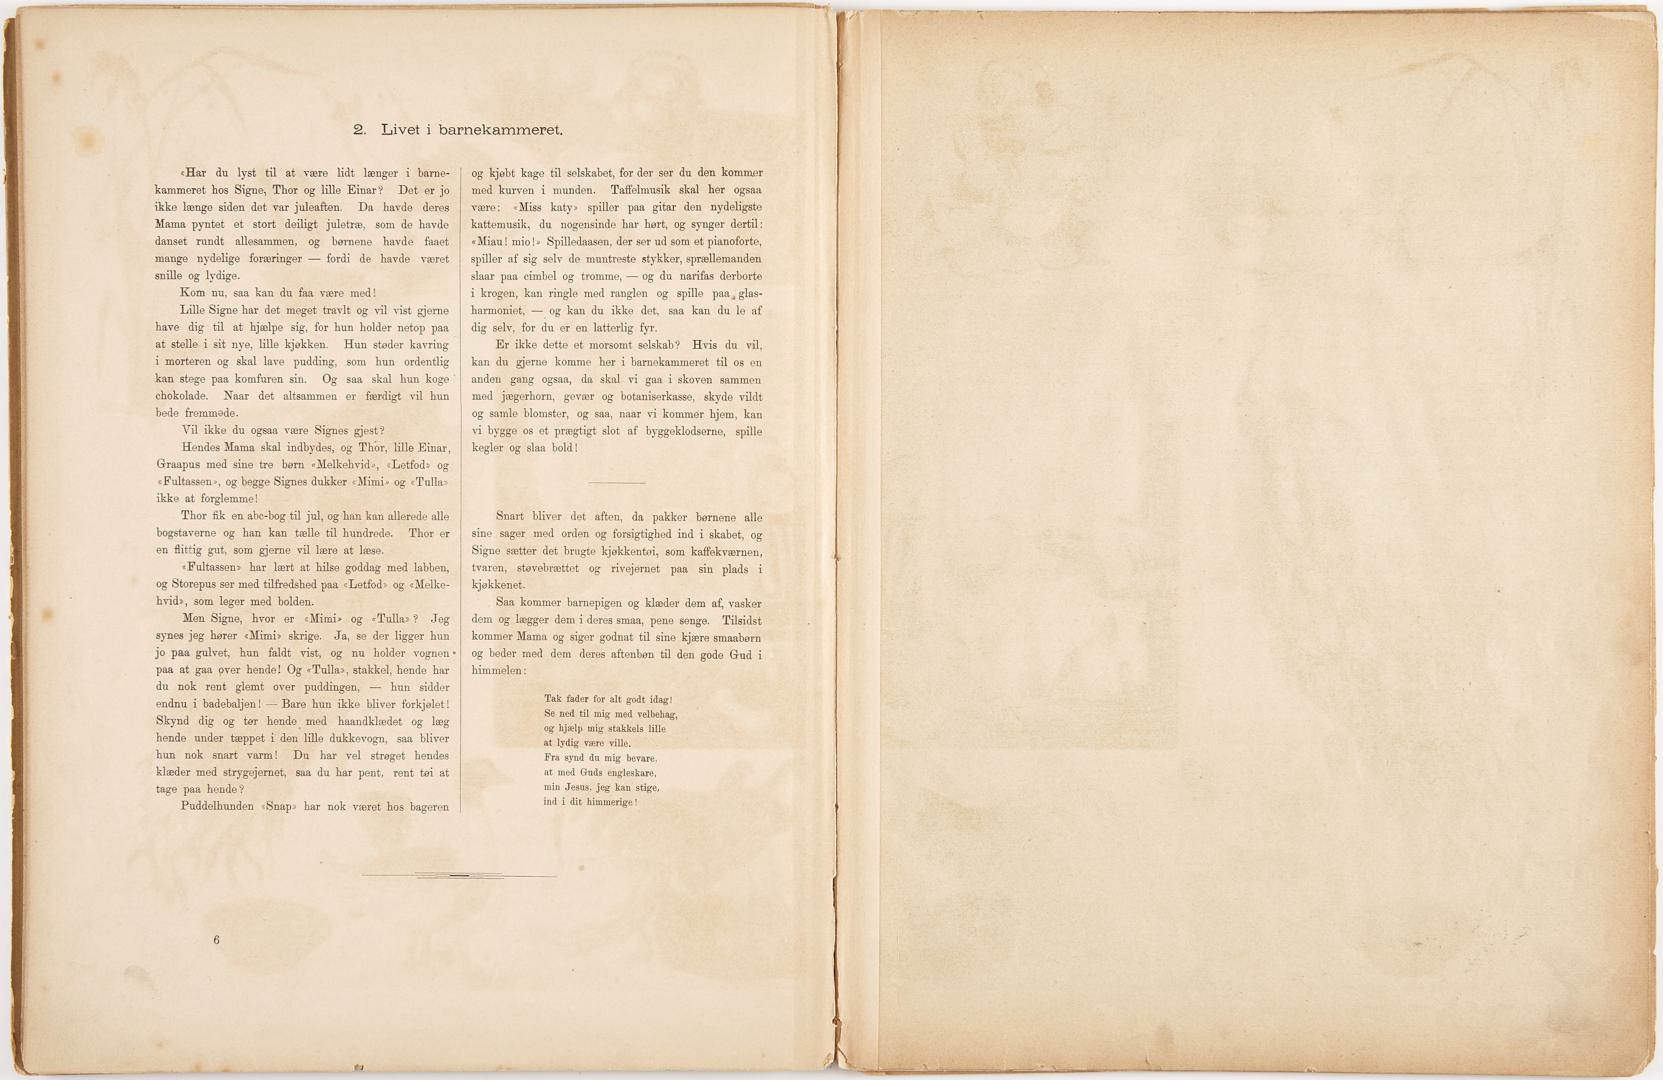 2. Livet i barnekammeret.
«Har du lyst til at være lidt længer i barne-
kammeret hos Signe, Thor og lille Einar? Det er jo
ikke længe siden det var juleaften. Da havde deres
Mama pyntet et stort deiligt juletræ, som de havde
danset rundt allesammen, og børnene havde faaet
mange nydelige foræringer — fordi de havde været
snille og lydige.
Kom nu, saa kan du faa være med!
Lille Signe har det meget travlt og vil vist gjerne
have dig til at hjælpe sig, for hun holder netop paa
at stelle i sit nye, lille kjøkken. Hun støder kavring
i morteren og skal lave pudding, som hun ordentlig
kan stege paa komfuren sin. Og saa skal hun koge
chokolade. Naar det altsammen er færdigt vil hun
bede fremmede.
Vil ikke du ogsaa være Signes gjest?
Hendes Mama skal indbydes, og Thor, lille Einar,
Graapus med sine tre børn «Melkehvid», «Letfod» og
«Fultassen», og begge Signes dukker «Mimi» og «Tulla»
ikke at forglemme!
Thor fik en abc-bog til jul, og han kan allerede alle
bogstaverne og han kan tælle til hundrede. Thor er
en flittig gut, som gjerne vil lære at læse.
«Fultassen» har lært at hilse goddag med labben,
og Storepus ser med tilfredshed paa «Letfod» og «Melke-
hvid», som leger med bolden.
Men Signe, hvor er «Mimi» og «Tulla»? Jeg
synes jeg hører «Mimi» skrige. Ja, se der ligger hun
jo paa gulvet, hun faldt vist, og nu holder vognen
paa at gaa over hende! Og «Tulla», stakkel, hende har
du nok rent glemt over puddingen, — hun sidder
endnu i badebaljen! — Bare hun ikke bliver forkjølet!
Skynd dig og tør hende med haandklædet og læg
hende under tæppet i den lille dukkevogn, saa bliver
hun nok snart varm! Du har vel strøget hendes
klæder med strygejernet, saa du har pent, rent tøi at
tage paa hende?
Puddelhunden «Snap» har nok været hos bageren
og kjøbt kage til selskabet, for der ser du den kommer
med kurven i munden. Taffelmusik skal her ogsaa
være: «Miss katy» spiller paa gitar den nydeligste
kattemusik, du nogensinde har hørt, og synger dertil:
«Miau! mio!» Spilledaasen, der ser ud som et pianoforte,
spiller af sig selv de muntreste stykker, sprællemanden
slaar paa cimbel og tromme, — og du narifas derborte
i krogen, kan ringle med ranglen og spille paa glas-
harmoniet, — og kan du ikke det, saa kan du le af
dig selv, for du er en latterlig fyr.
Er ikke dette et morsomt selskab? Hvis du vil,
kan du gjerne komme her i barnekammeret til os en
anden gang ogsaa, da skal vi gaa i skoven sammen
med jægerhorn, gevær og botaniserkasse, skyde vildt
og samle blomster, og saa, naar vi kommer hjem, kan
vi bygge os et prægtigt slot af byggeklodserne, spille
kegler og slaa bold!
Snart bliver det aften, da pakker børnene alle
sine sager med orden og forsigtighed ind i skabet, og
Signe sætter det brugte kjøkkentøi, som kaffekværnen,
tvaren, støvebrættet og rivejernet paa sin plads i
kjøkkenet.
Saa kommer barnepigen og klæder dem af, vasker
dem og lægger dem i deres smaa, pene senge. Tilsidst
kommer Mama og siger godnat til sine kjære smaabørn
og beder med dem deres aftenbøn til den gode Gud i
himmelen:
Tak fader for alt godt idag!
Se ned til mig med velbehag,
og hjælp mig stakkels lille
at lydig være ville.
Fra synd du mig bevare,
at med Guds engleskare,
min Jesus, jeg kan stige,
ind i dit himmerige!
6